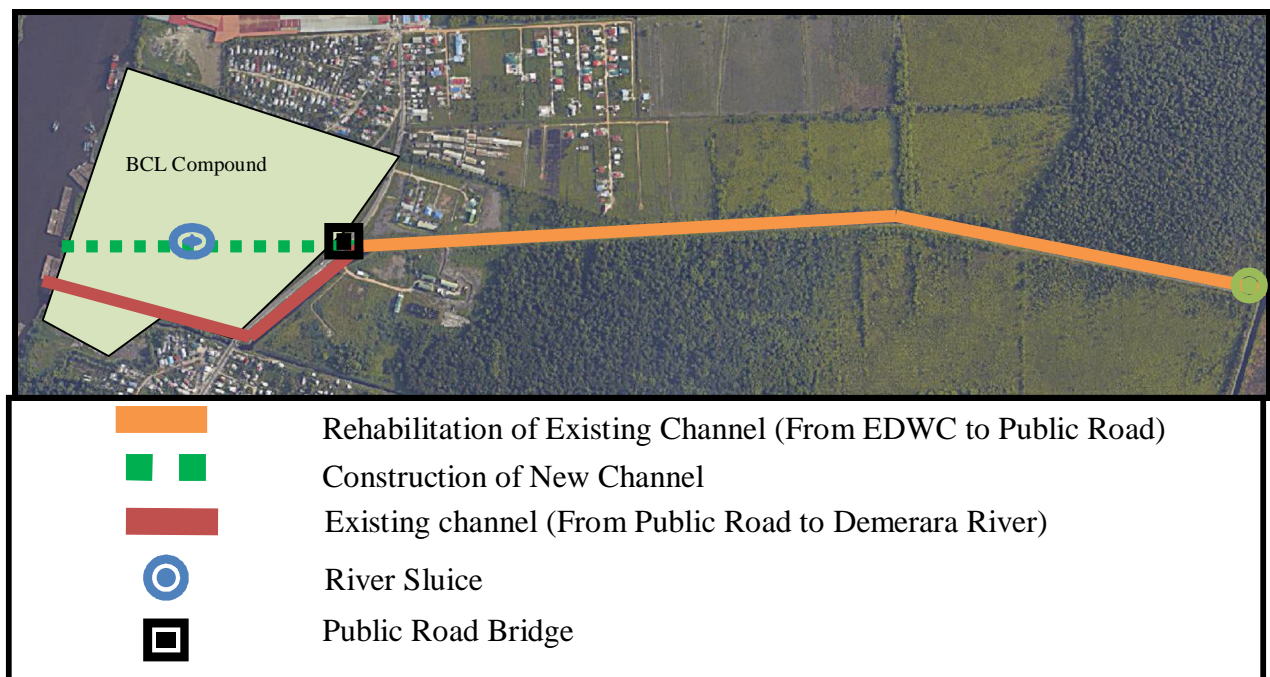 BCL Compound
Rehabilitation of Existing Channel (From EDWC to Public Road)
Construction of New Channel
Existing channel (From Public Road to Demerara River)
River Sluice
Public Road Bridge